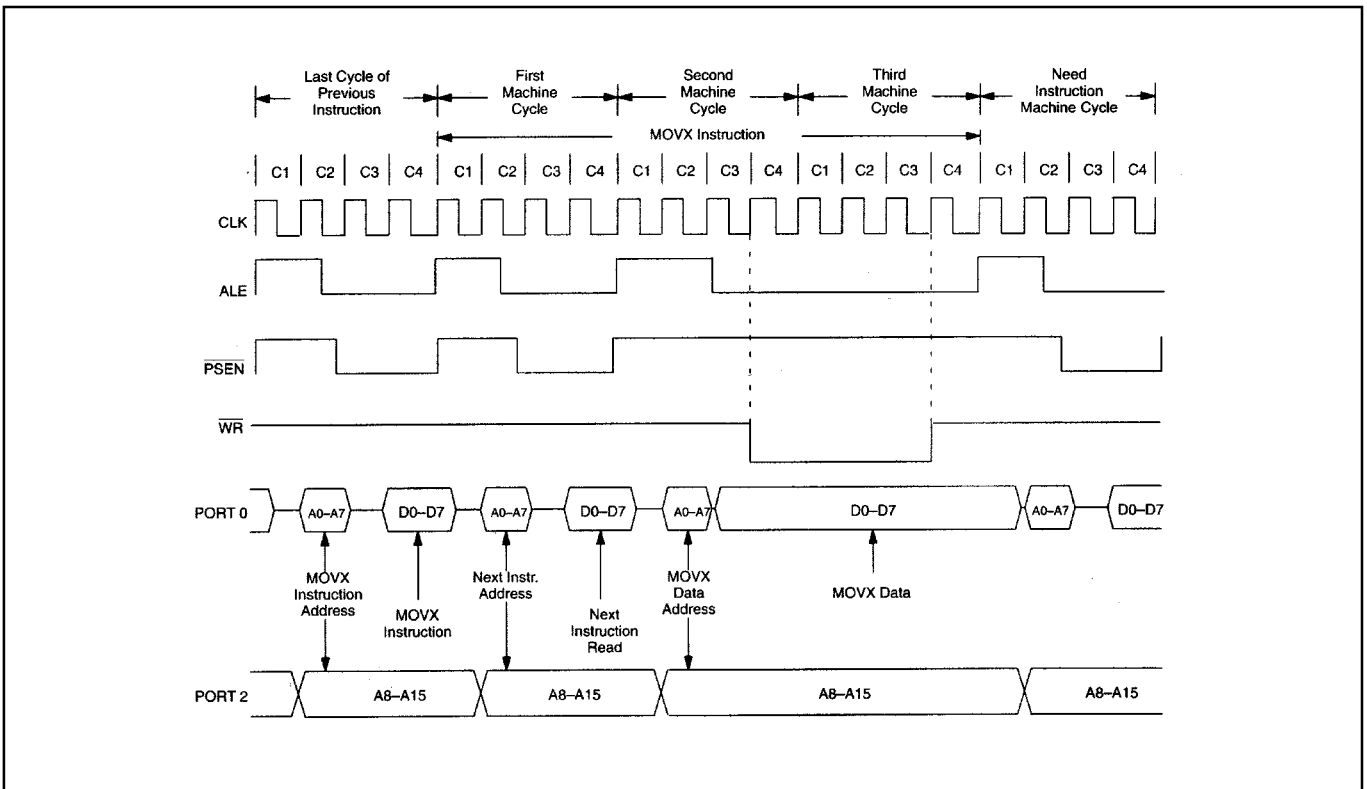 Last Cycle of
Previous
Instruction
First
Machine
Cycle
Second
Machine
Cycle
Third
Machine
Cycle
Need
Instruction
Machine Cycle
MOVX Instruction
C1 C2 C3 C4 C1 C2 C3 C4 C1 C2 C3 C4 C1 C2 C3 C4 C1 C2 C3 C4
CLK
ALE
PSEN
WR
PORT 0
A0–A7 D0–D7 A0–A7 D0–D7 A0–A7 D0–D7 A0–A7 D0–D7
MOVX
Instruction
Address
MOVX
Instruction
Next Instr.
Address
Next
Instruction
Read
MOVX
Data
Address
MOVX Data
PORT 2
A8–A15 A8–A15 A8–A15 A8–A15